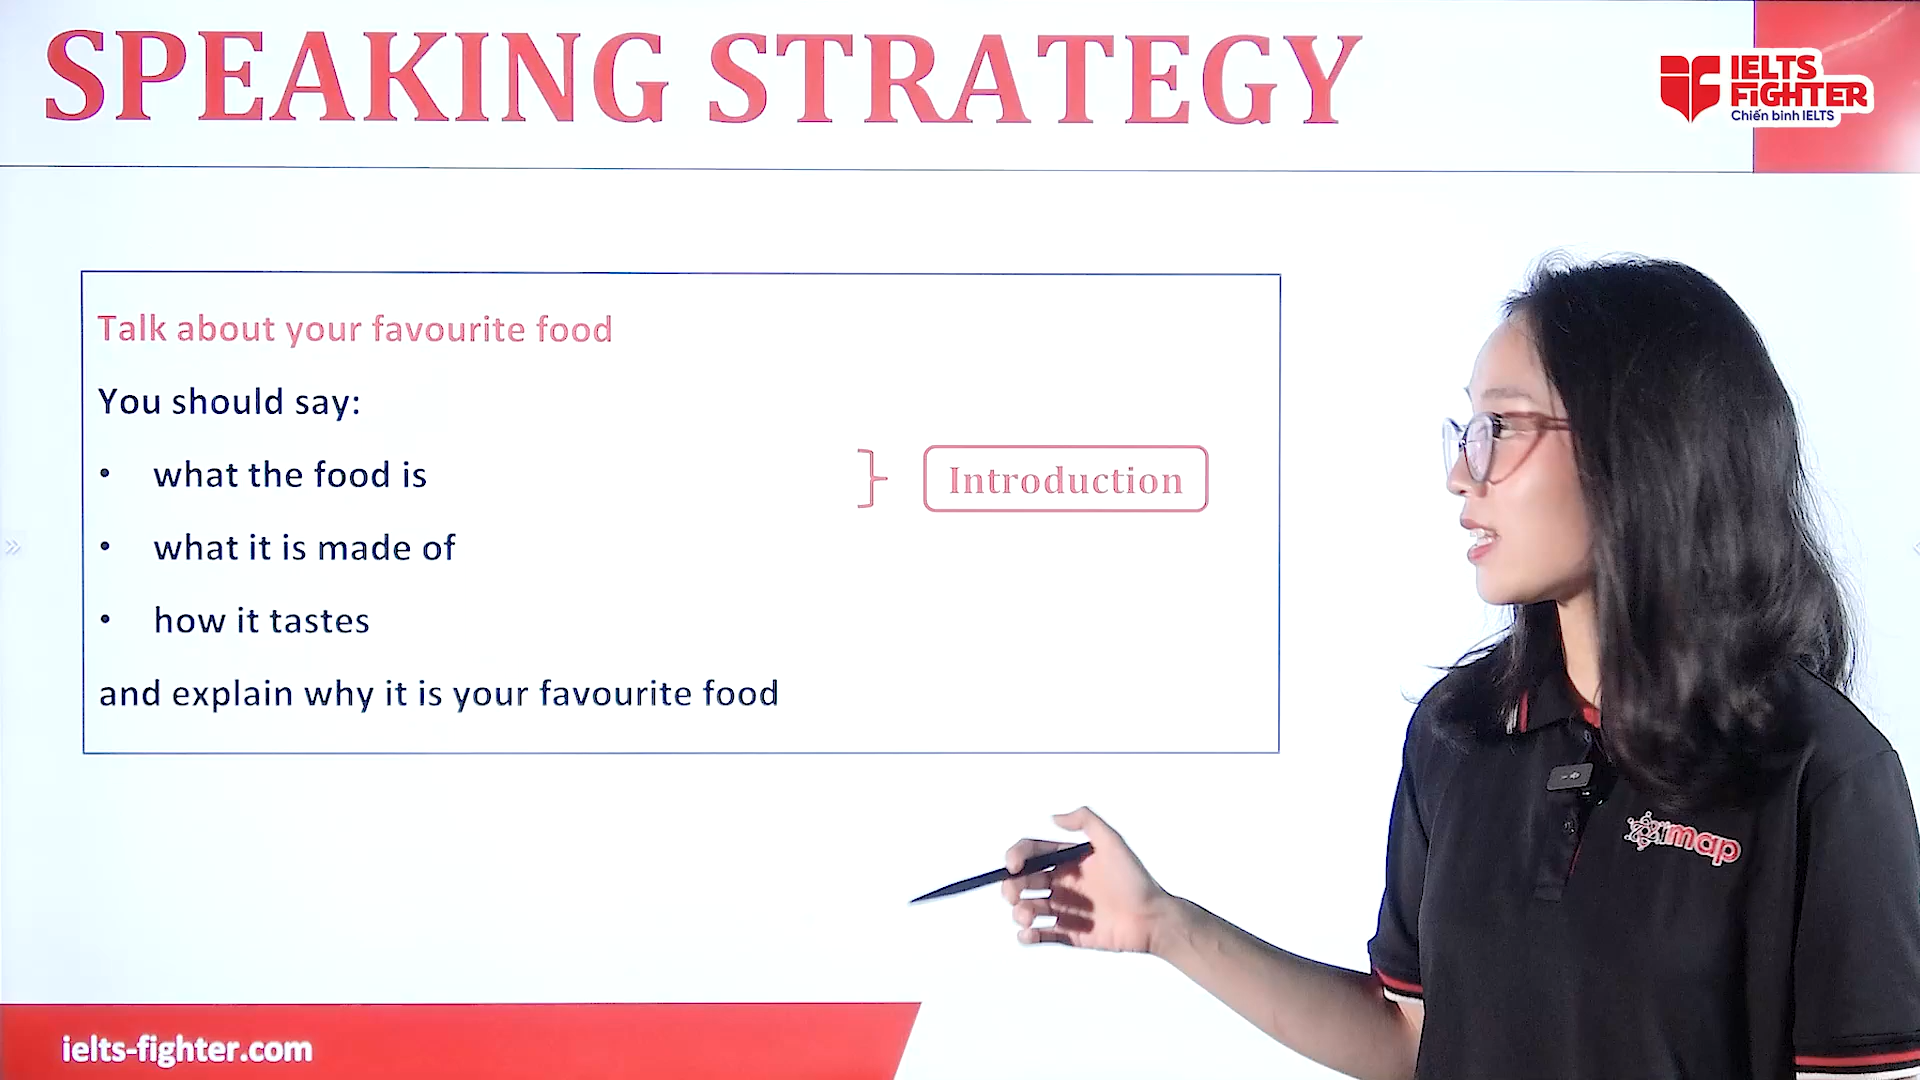 SPEAKING STRATEGY
IELTS
FIGHTER
Chiến binh IELTS
Talk about your favourite food
You should say:
• what the food is
Introduction
• what it is made of
• how it tastes
and explain why it is your favourite food
imap
ielts-fighter.com